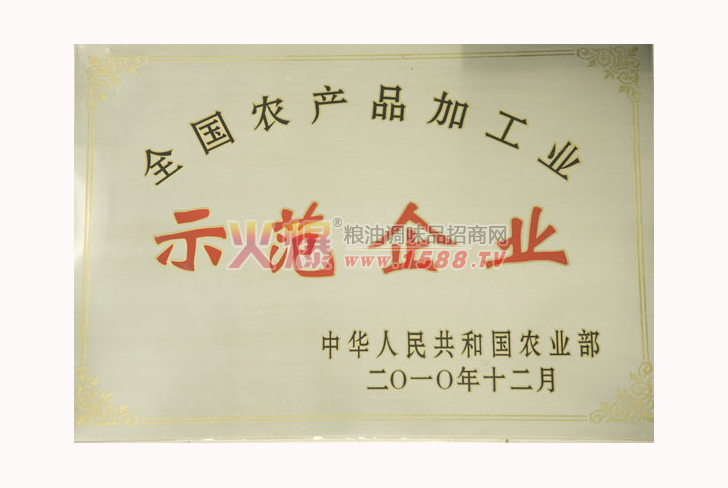 全国农产品加工业
示范企业
火爆®粮油调味品招商网
www.1588.TV
中华人民共和国农业部
二〇一〇年十二月